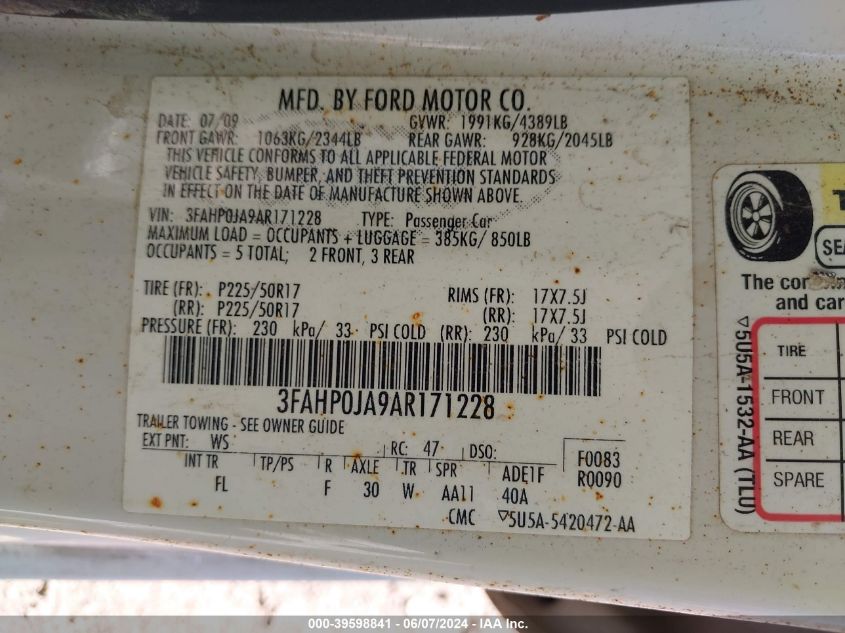 MFD. BY FORD MOTOR CO.
DATE: 07/09 GVWR: 1991KG/4389LB
FRONT GAWR: 1063KG/2344LB REAR GAWR: 928KG/2045LB
THIS VEHICLE CONFORMS TO ALL APPLICABLE FEDERAL MOTOR
VEHICLE SAFETY, BUMPER, AND THEFT PREVENTION STANDARDS
IN EFFECT ON THE DATE OF MANUFACTURE SHOWN ABOVE.
VIN: 3FAHP0JA9AR171228 TYPE: Passenger Car
MAXIMUM LOAD = OCCUPANTS + LUGGAGE = 385KG/ 850LB
OCCUPANTS = 5 TOTAL; 2 FRONT, 3 REAR
TIRE (FR): P225/50R17 RIMS (FR): 17X7.5J
(RR): P225/50R17 (RR): 17X7.5J
PRESSURE (FR): 230 kPa/ 33 PSI COLD (RR): 230 kPa/ 33 PSI COLD
3FAHP0JA9AR171228
TRAILER TOWING - SEE OWNER GUIDE
EXT PNT: WS RC: 47 DSO: F0083
INT TR TP/PS R AXLE TR SPR ADE1F R0090
FL F 30 W AA11 40A
CMC ▽5U5A-5420472-AA
The
and
TIRE
FRONT
REAR
SPARE
▽5U5A-1532-AA (TLU)
000-39598841 - 06/07/2024 - IAA Inc.